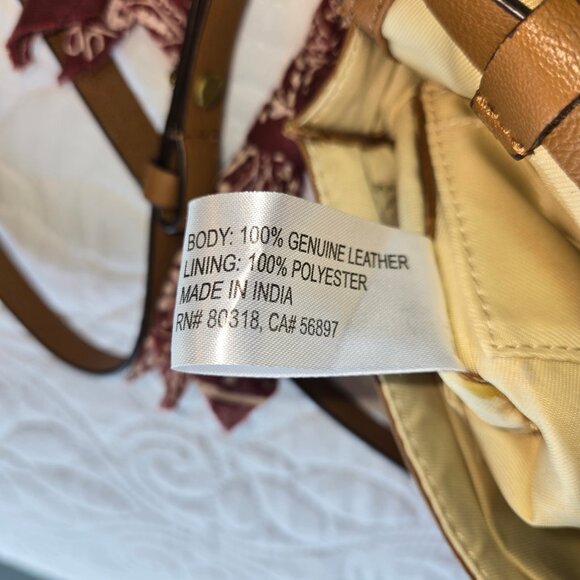 BODY: 100% GENUINE LEATHER
LINING: 100% POLYESTER
MADE IN INDIA
RN# 80318, CA# 56897